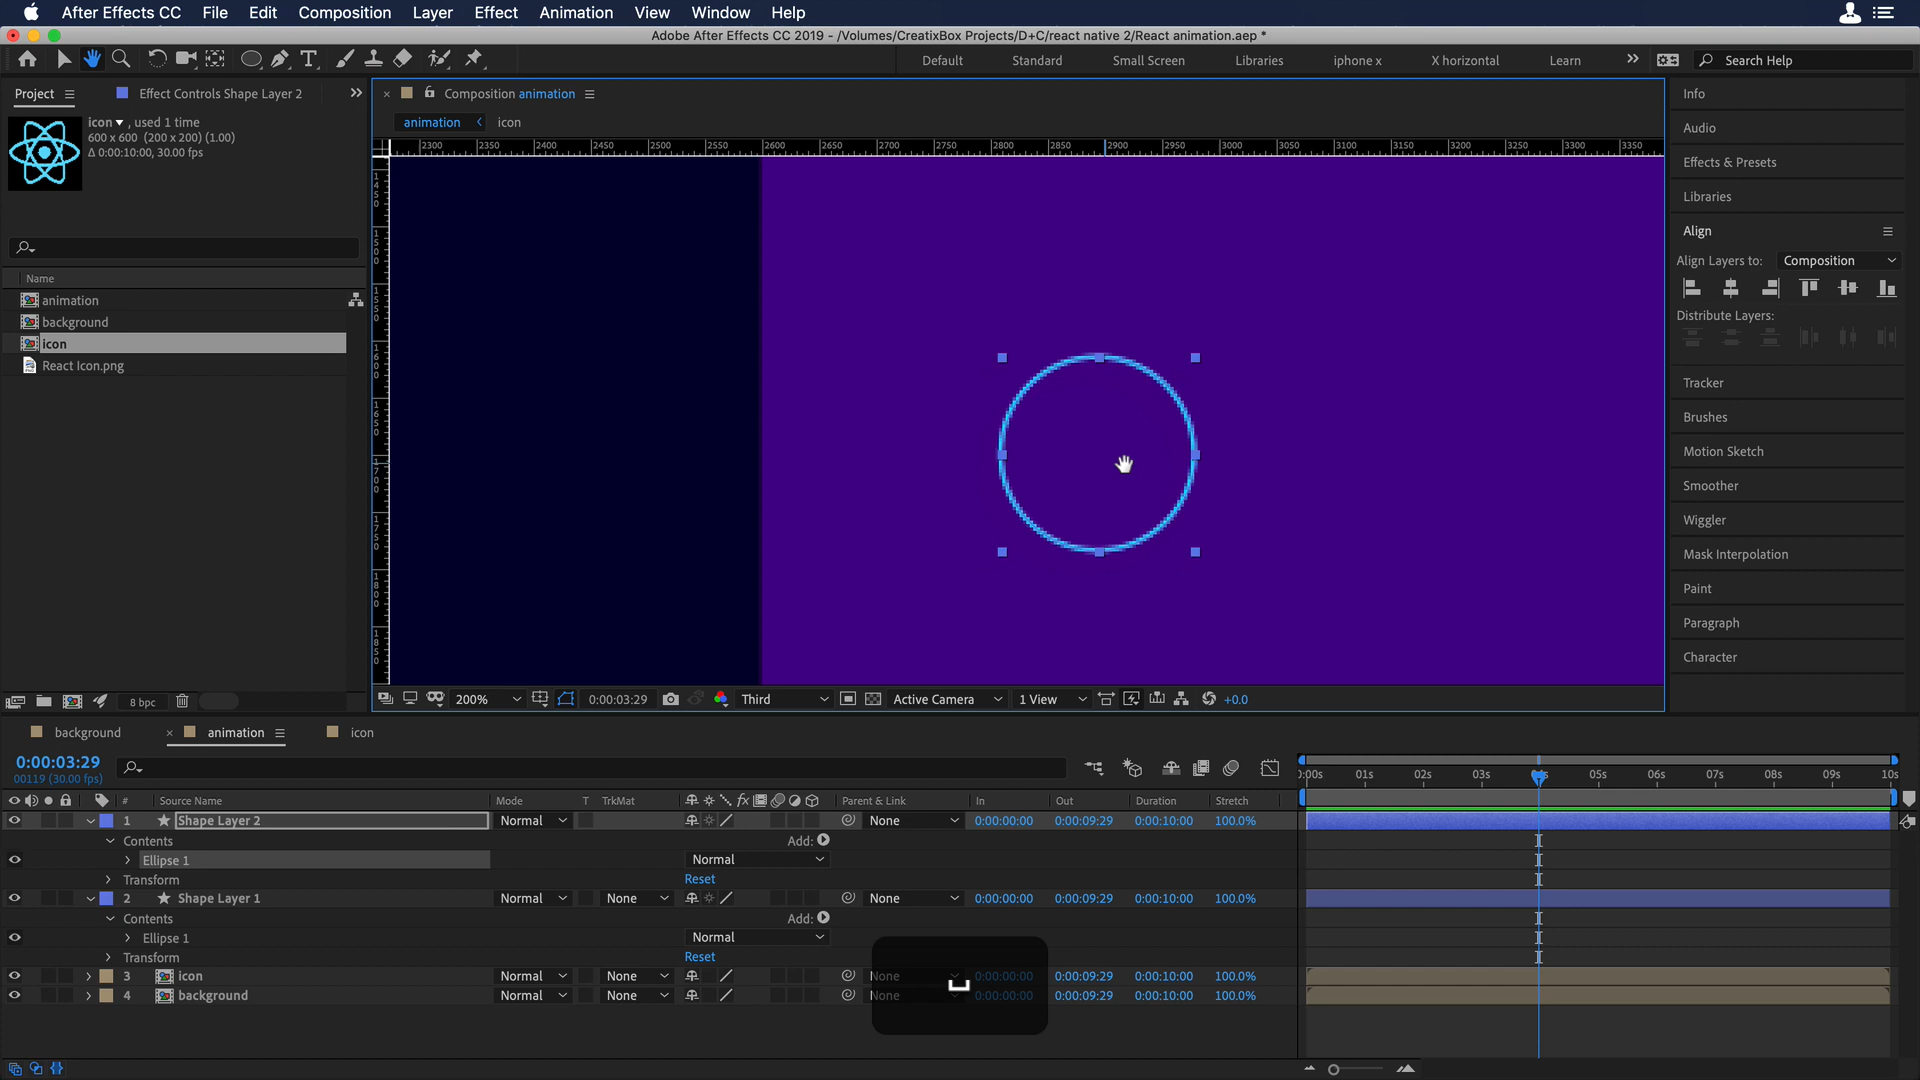 After Effects CC File Edit Composition Layer Effect Animation View Window Help
Adobe After Effects CC 2019 - /Volumes/CreatixBox Projects/D+C/react native 2/React animation.aep *
Default Standard Small Screen Libraries iphone x X horizontal Learn Search Help
Project Effect Controls Shape Layer 2
icon , used 1 time
600 x 600 (200 x 200) (1.00)
Δ 0:00:10:00, 30.00 fps
Name
animation
background
icon
React Icon.png
8 bpc
Composition animation
animation icon
2300 2350 2400 2450 2500 2550 2600 2650 2700 2750 2800 2850 2900 2950 3000 3050 3100 3150 3200 3250 3300 3350
200% 0:00:03:29 Third Active Camera 1 View +0.0
Info
Audio
Effects & Presets
Libraries
Align
Align Layers to: Composition
Distribute Layers:
Tracker
Brushes
Motion Sketch
Smoother
Wiggler
Mask Interpolation
Paint
Paragraph
Character
background animation icon
0:00:03:29
00119 (30.00 fps)
01s 02s 03s 05s 06s 07s 08s 09s 10s
# Source Name Mode T TrkMat Parent & Link In Out Duration Stretch
1 Shape Layer 2 Normal None 0:00:00:00 0:00:09:29 0:00:10:00 100.0%
Contents Add:
Ellipse 1 Normal
Transform Reset
2 Shape Layer 1 Normal None None 0:00:00:00 0:00:09:29 0:00:10:00 100.0%
Contents Add:
Ellipse 1 Normal
Transform Reset
3 icon Normal None None 0:00:00:00 0:00:09:29 0:00:10:00 100.0%
4 background Normal None None 0:00:00:00 0:00:09:29 0:00:10:00 100.0%